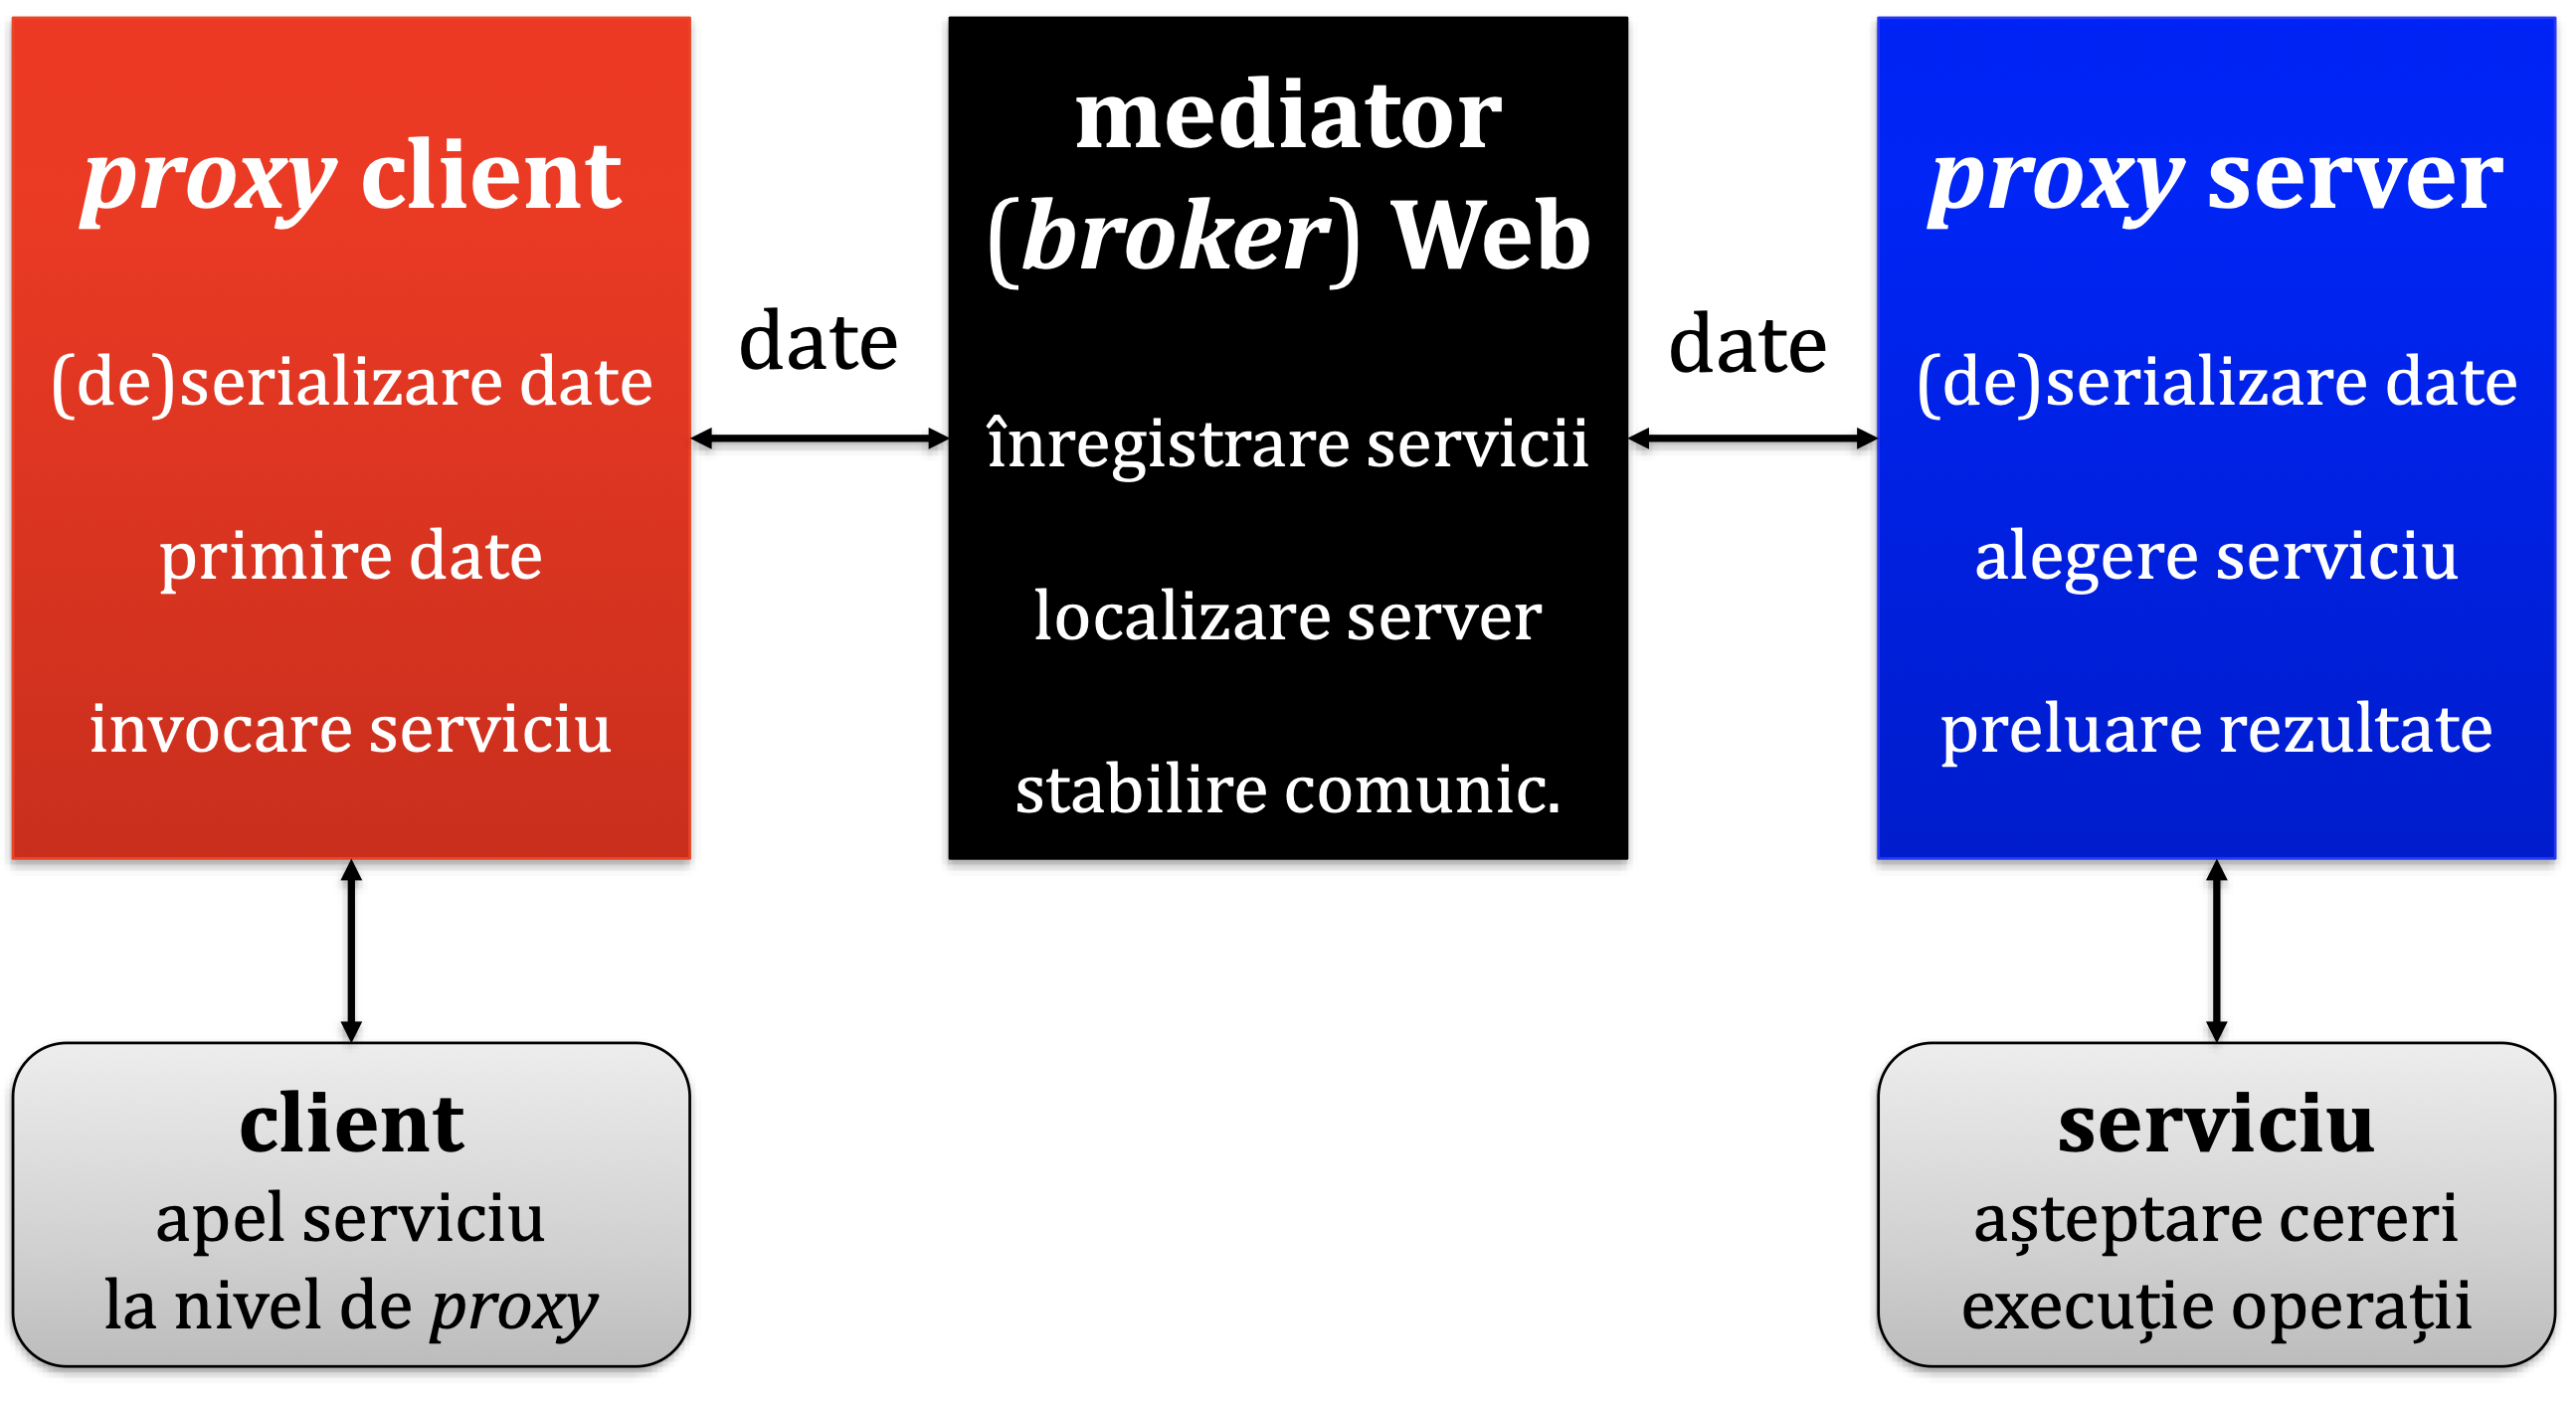 proxy client
(de)serializare date
primire date
invocare serviciu
date
mediator
(broker) Web
înregistrare servicii
localizare server
stabilire comunic.
date
proxy server
(de)serializare date
alegere serviciu
preluare rezultate
client
apel serviciu
la nivel de proxy
serviciu
așteptare cereri
execuție operații